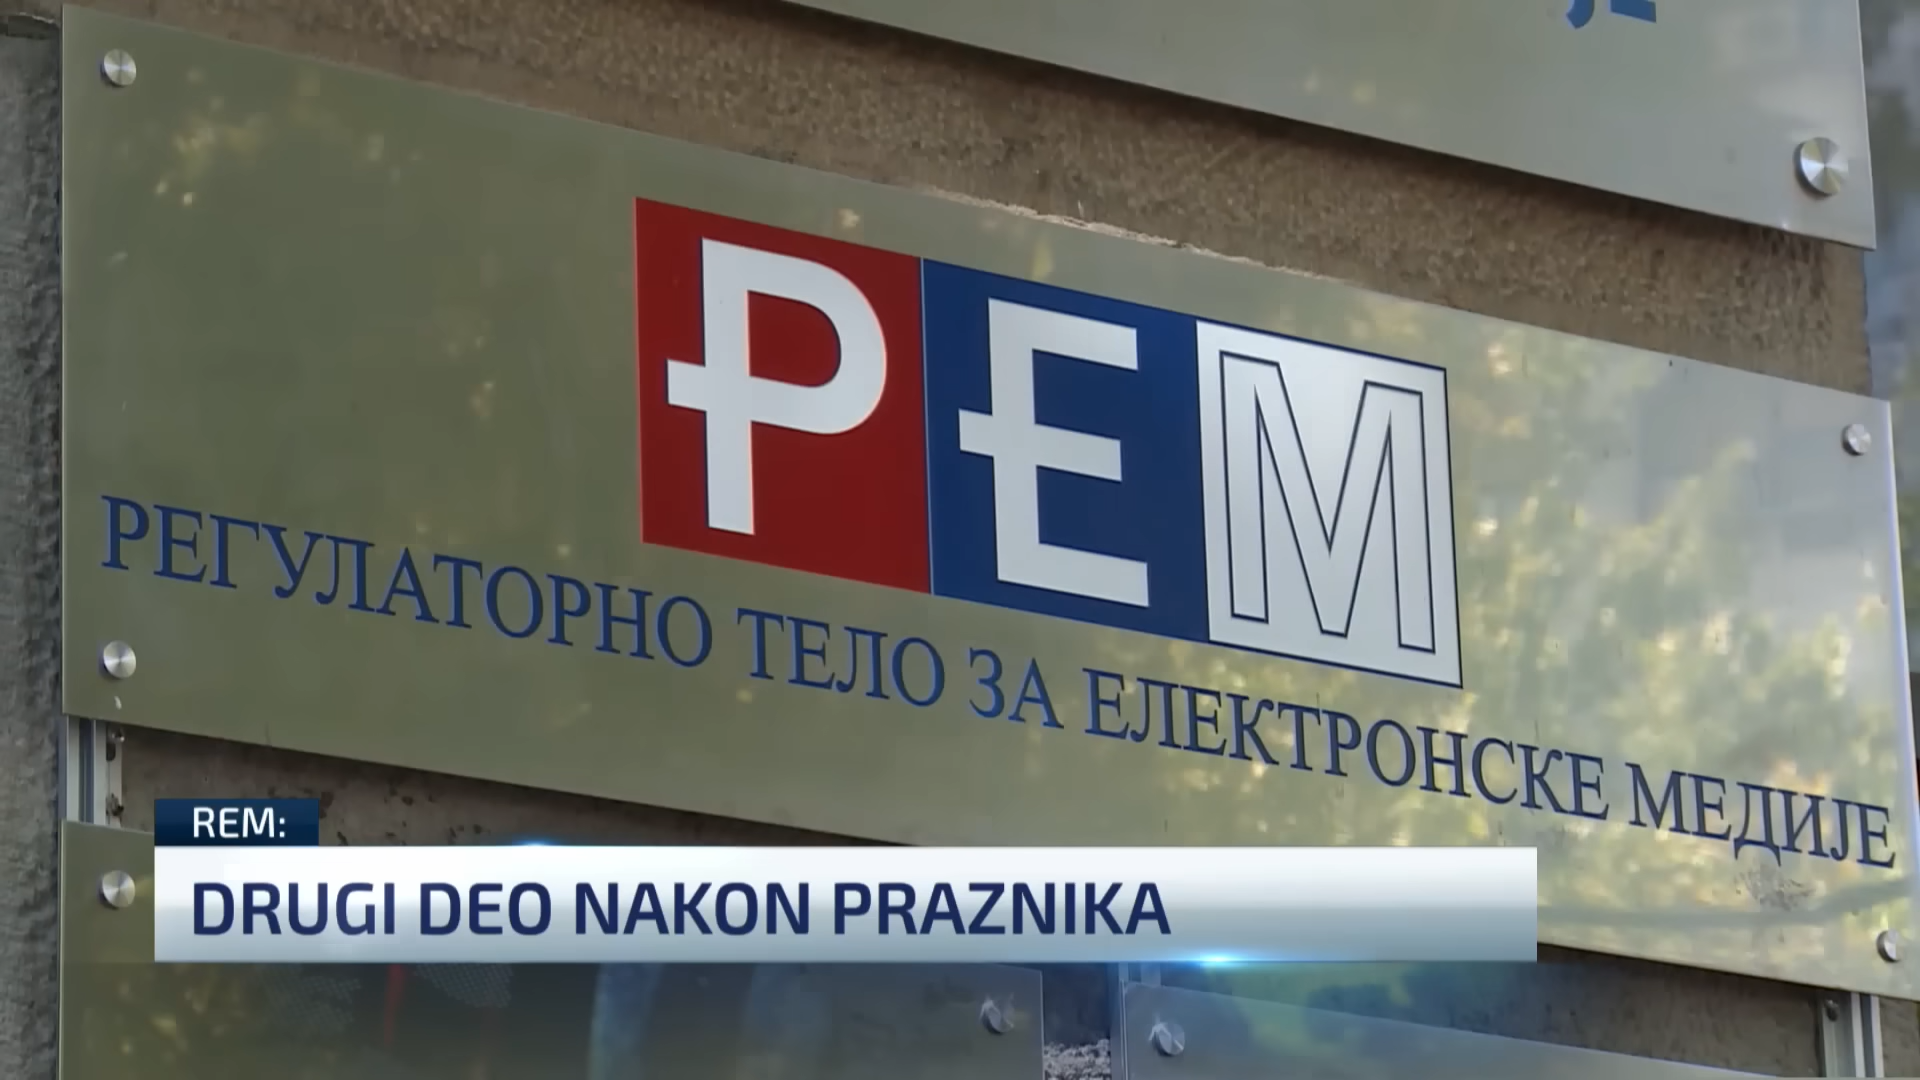 РЕМ
РЕГУЛАТОРНО ТЕЛО ЗА ЕЛЕКТРОНСКЕ МЕДИЈЕ
REM:
DRUGI DEO NAKON PRAZNIKA